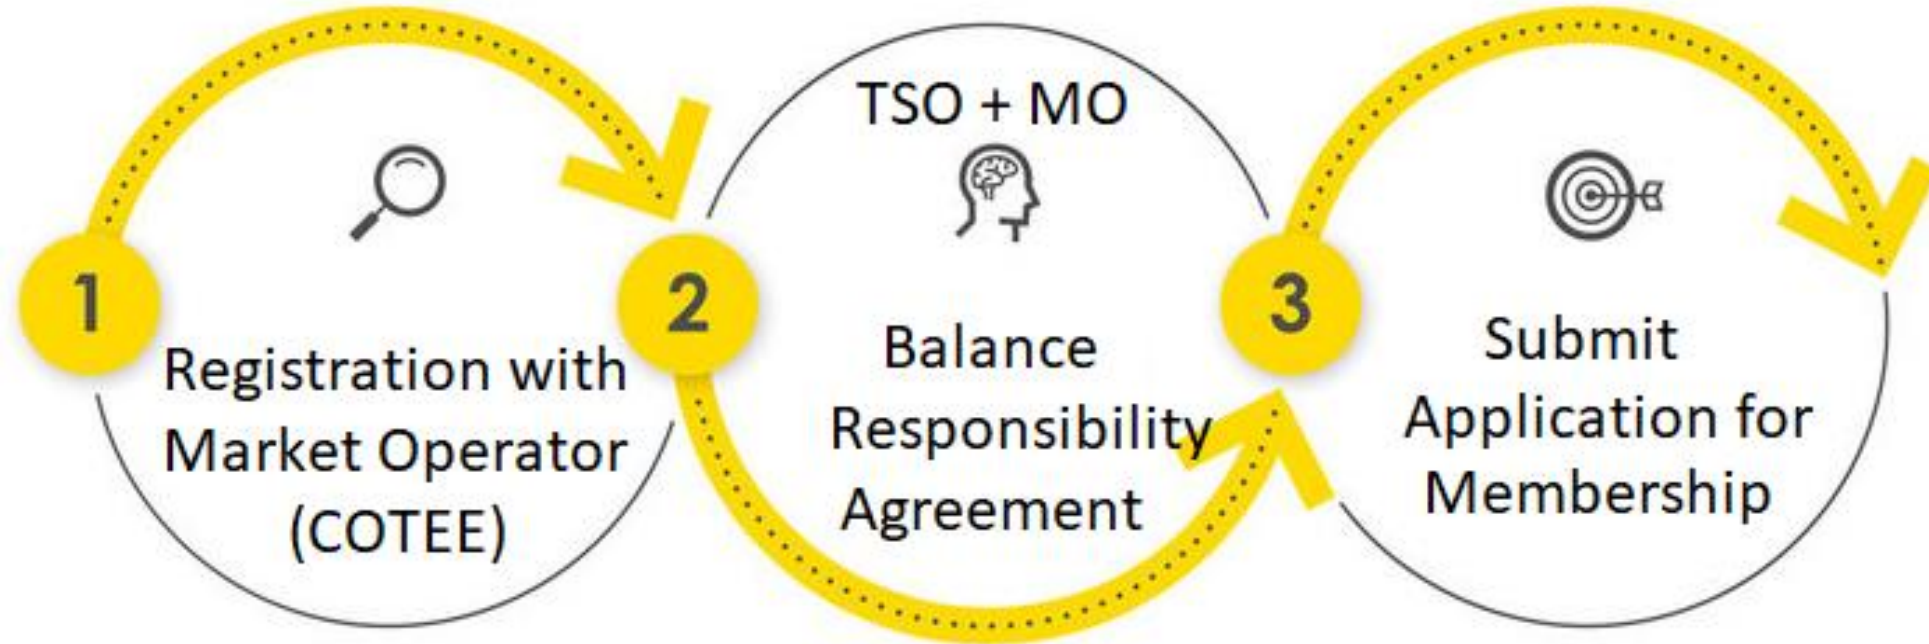 1
Registration with
Market Operator
(COTEE)
2
TSO + MO
Balance
Responsibility
Agreement
3
Submit
Application for
Membership